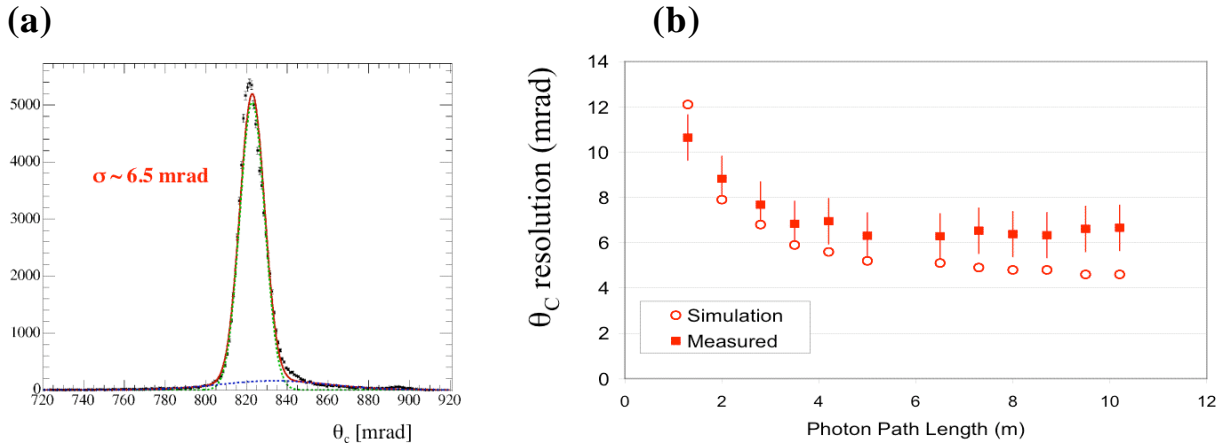 (a)
5000
4000
3000
2000
1000
0
σ ~ 6.5 mrad
720 740 760 780 800 820 840 860 880 900 920
θc [mrad]
(b)
θC resolution (mrad)
14
12
10
8
6
4
2
0
Simulation
Measured
0 2 4 6 8 10 12
Photon Path Length (m)